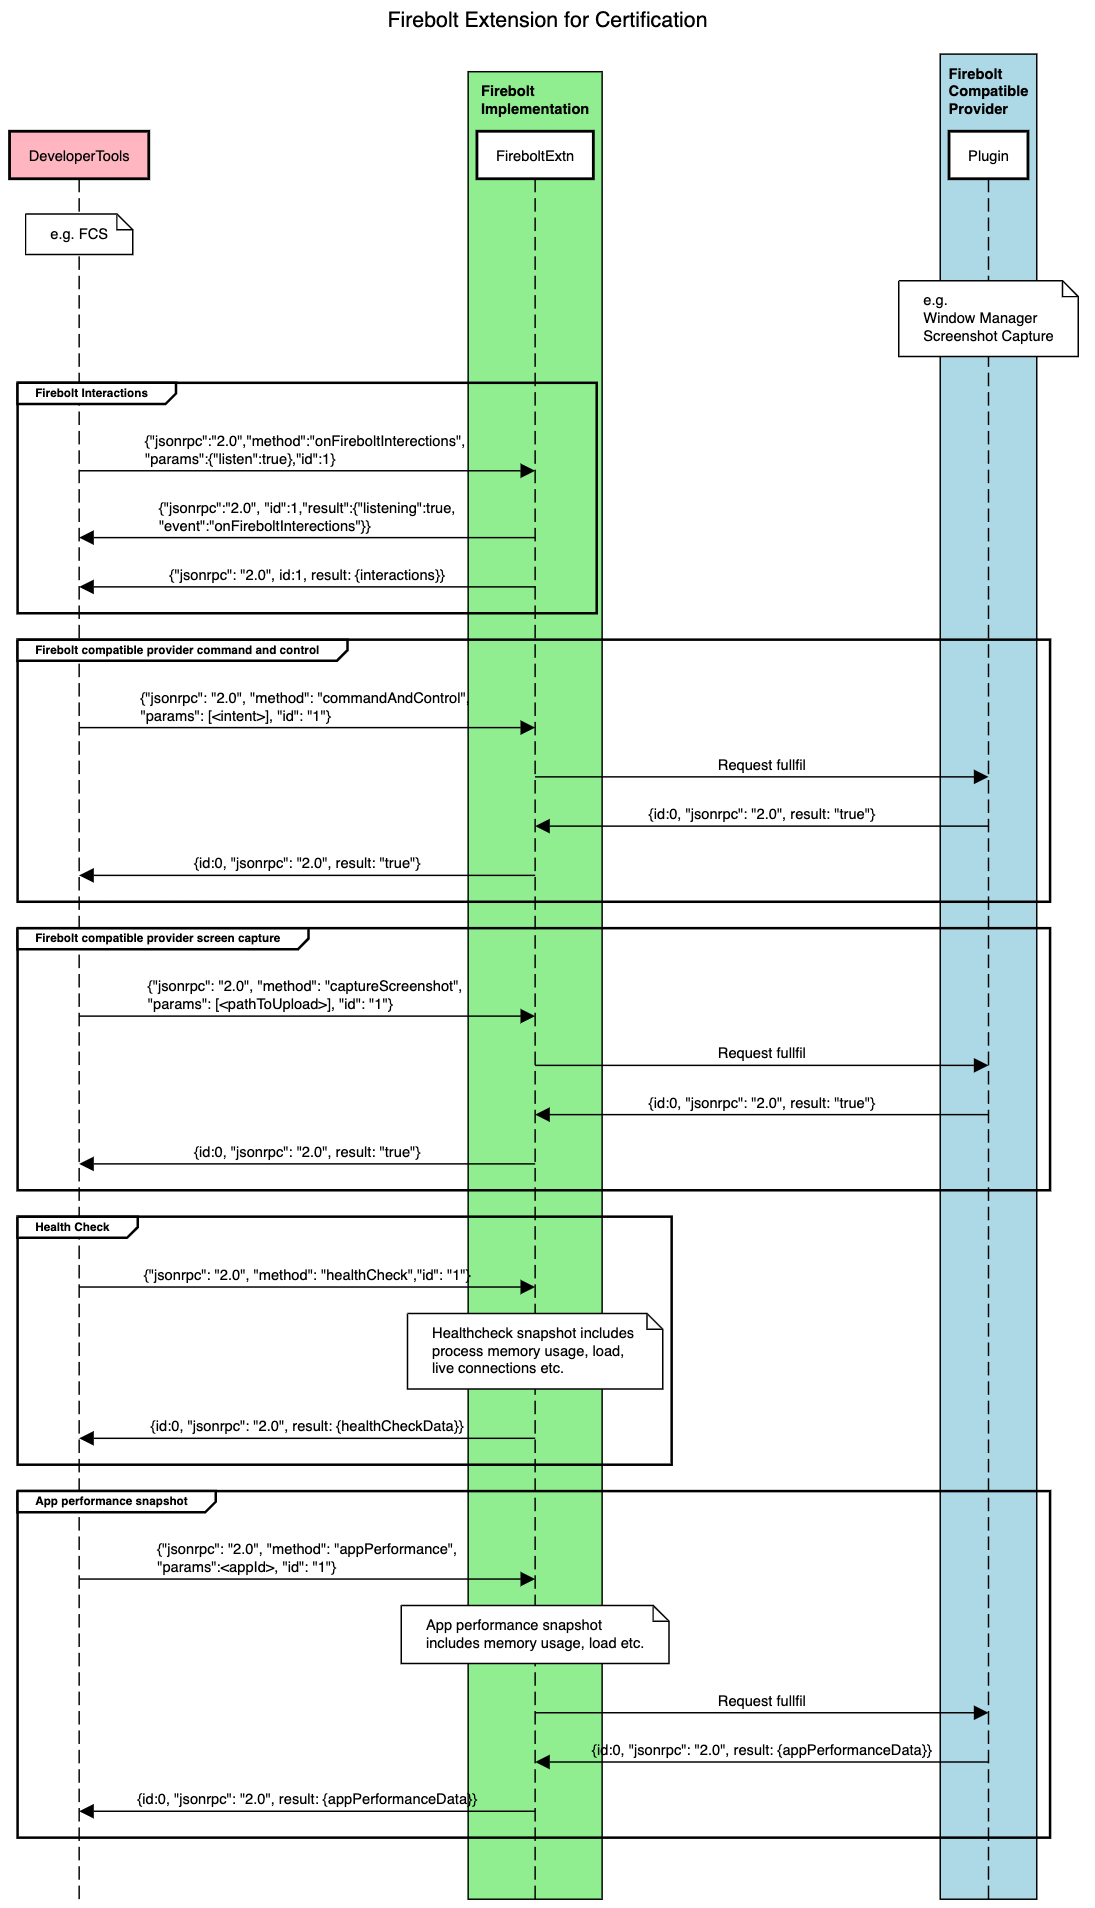 Firebolt Extension for Certification
Firebolt
Implementation
Firebolt
Compatible
Provider
DeveloperTools
FireboltExtn
Plugin
e.g. FCS
e.g.
Window Manager
Screenshot Capture
Firebolt Interactions
{"jsonrpc":"2.0","method":"onFireboltInterections",
"params":{"listen":true},"id":1}
{"jsonrpc":"2.0", "id":1,"result":{"listening":true,
"event":"onFireboltInterections"}}
{"jsonrpc": "2.0", id:1, result: {interactions}}
Firebolt compatible provider command and control
{"jsonrpc": "2.0", "method": "commandAndControl",
"params": [<intent>], "id": "1"}
Request fullfil
{id:0, "jsonrpc": "2.0", result: "true"}
{id:0, "jsonrpc": "2.0", result: "true"}
Firebolt compatible provider screen capture
{"jsonrpc": "2.0", "method": "captureScreenshot",
"params": [<pathToUpload>], "id": "1"}
Request fullfil
{id:0, "jsonrpc": "2.0", result: "true"}
{id:0, "jsonrpc": "2.0", result: "true"}
Health Check
{"jsonrpc": "2.0", "method": "healthCheck","id": "1"}
Healthcheck snapshot includes
process memory usage, load,
live connections etc.
{id:0, "jsonrpc": "2.0", result: {healthCheckData}}
App performance snapshot
{"jsonrpc": "2.0", "method": "appPerformance",
"params":<appId>, "id": "1"}
App performance snapshot
includes memory usage, load etc.
Request fullfil
{id:0, "jsonrpc": "2.0", result: {appPerformanceData}}
{id:0, "jsonrpc": "2.0", result: {appPerformanceData}}